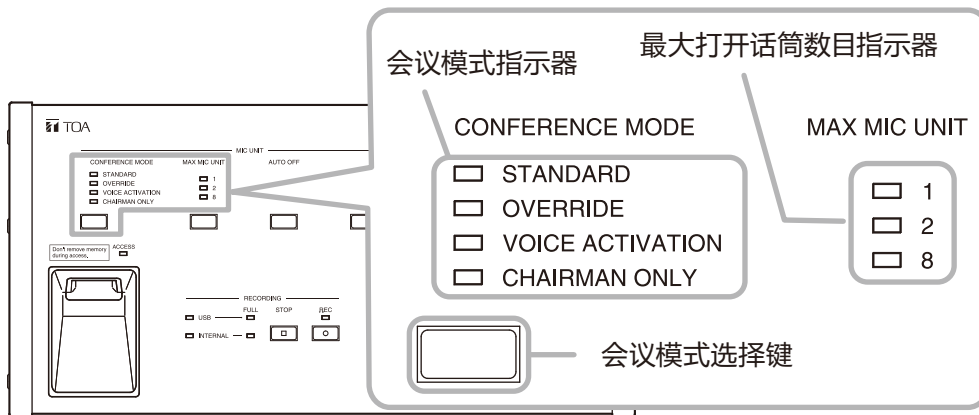 会议模式指示器
最大打开话筒数目指示器
CONFERENCE MODE
MAX MIC UNIT
STANDARD
OVERRIDE
VOICE ACTIVATION
CHAIRMAN ONLY
1
2
8
会议模式选择键
TOA
MIC UNIT
CONFERENCE MODE
MAX MIC UNIT
AUTO OFF
STANDARD
OVERRIDE
VOICE ACTIVATION
CHAIRMAN ONLY
1
2
8
Don't remove memory
during access.
ACCESS
RECORDING
FULL
STOP
REC
USB
INTERNAL